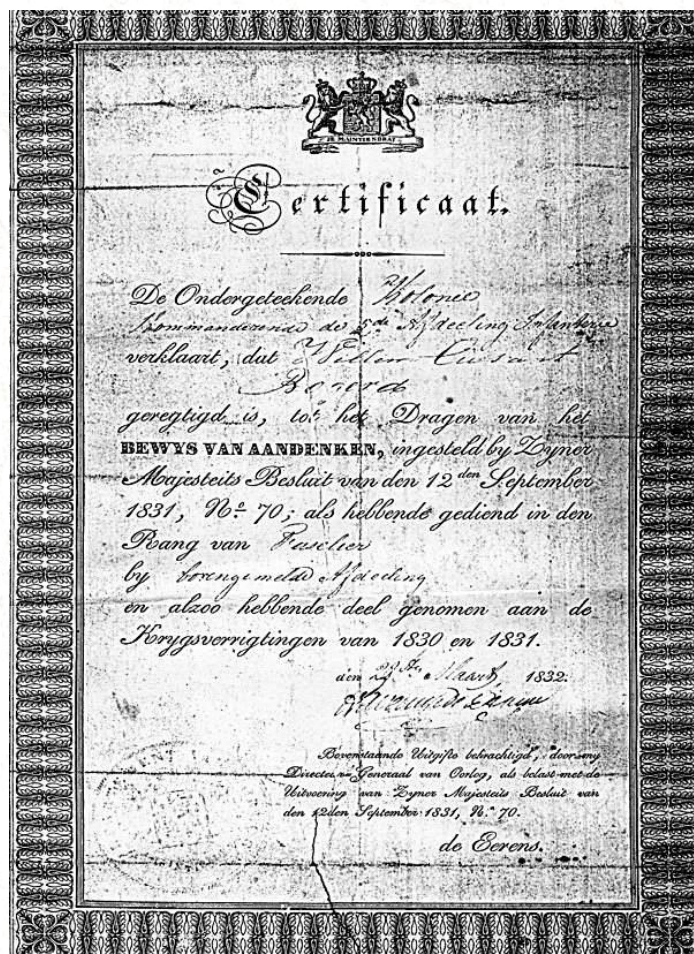 JE MAINTIENDRAI
Certificaat.
De Ondergeteekende Kolonel
Kommanderende de 5de Afdeeling Infanterie
verklaart, dat Willem
geregtigd is, tot het Dragen van het
BEWYS VAN AANDENKEN, ingesteld by Zyner
Majesteits Besluit van den 12den September
1831, No. 70; als hebbende gediend in den
Rang van Fuselier
by bovengemelde Afdeeling
en alzoo hebbende deel genomen aan de
Krygsverrigtingen van 1830 en 1831.
den Maart 1832.
Bovenstaande Uitgifte bekrachtigd, door my
Directeur Generaal van Oorlog, als belast met de
Uitvoering van Zyner Majesteits Besluit van
den 12den September 1831, No. 70.
de Eerens.